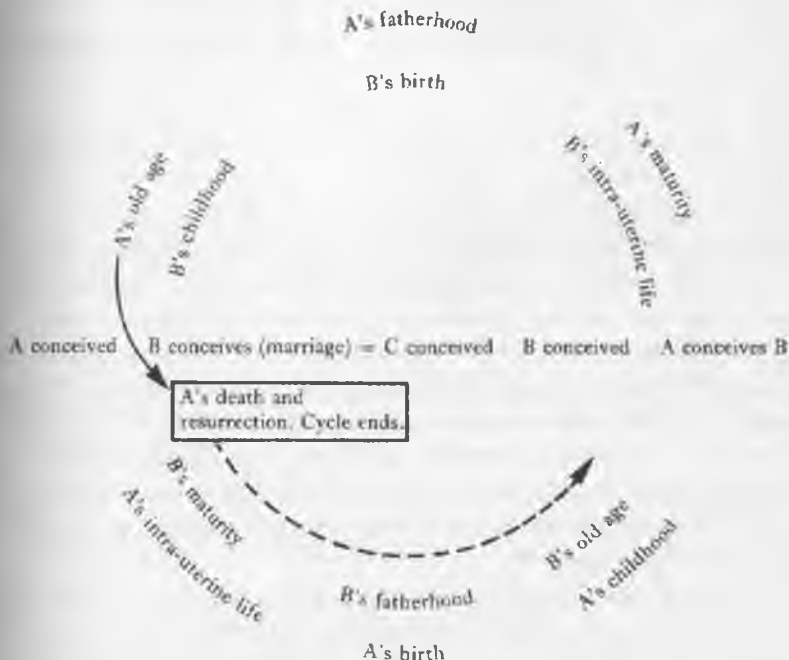 A's fatherhood
B's birth
A's maturity
B's intra-uterine life
A's old age
B's childhood
A conceived B conceives (marriage) = C conceived B conceived A conceives B
A's death and
resurrection. Cycle ends.
B's maturity
A's intra-uterine life
B's old age
A's childhood
B's fatherhood
A's birth